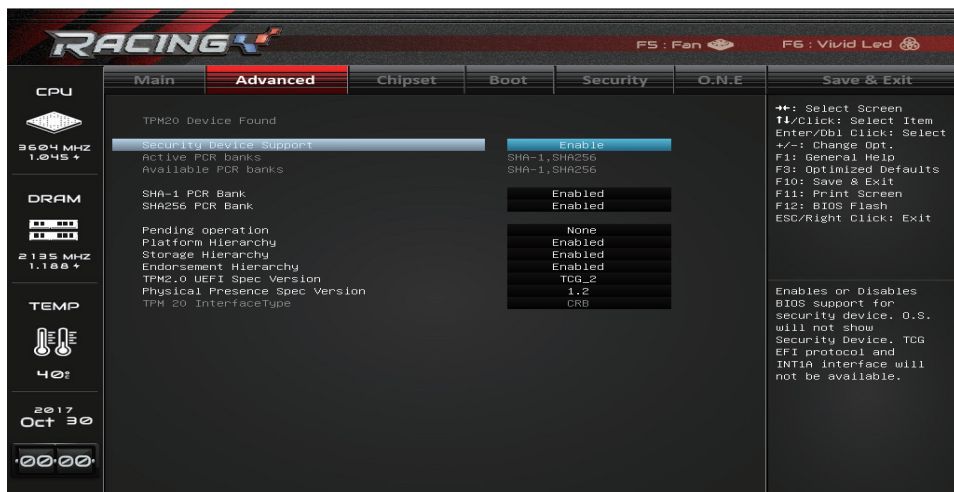 RACING
F5 : Fan
F6 : Vivid Led
Main Advanced Chipset Boot Security O.N.E Save & Exit
CPU
3604 MHZ
1.045 v
DRAM
2135 MHZ
1.188 v
TEMP
40
2017
Oct 30
00:00
TPM20 Device Found
Security Device Support Enable
Active PCR banks SHA-1,SHA256
Available PCR banks SHA-1,SHA256
SHA-1 PCR Bank Enabled
SHA256 PCR Bank Enabled
Pending operation None
Platform Hierarchy Enabled
Storage Hierarchy Enabled
Endorsement Hierarchy Enabled
TPM2.0 UEFI Spec Version TCG_2
Physical Presence Spec Version 1.2
TPM 20 InterfaceType CRB
→←: Select Screen
↑↓/Click: Select Item
Enter/Dbl Click: Select
+/-: Change Opt.
F1: General Help
F3: Optimized Defaults
F10: Save & Exit
F11: Print Screen
F12: BIOS Flash
ESC/Right Click: Exit
Enables or Disables
BIOS support for
security device. O.S.
will not show
Security Device. TCG
EFI protocol and
INT1A interface will
not be available.